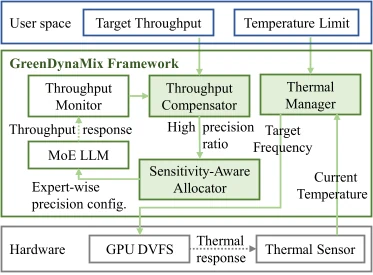 User space
Target Throughput
Temperature Limit
GreenDynaMix Framework
Throughput
Monitor
Throughput
Compensator
Thermal
Manager
Throughput response
High precision
ratio
Target
Frequency
MoE LLM
Sensitivity-Aware
Allocator
Expert-wise
precision config.
Current
Temperature
Hardware
GPU DVFS
Thermal
response
Thermal Sensor